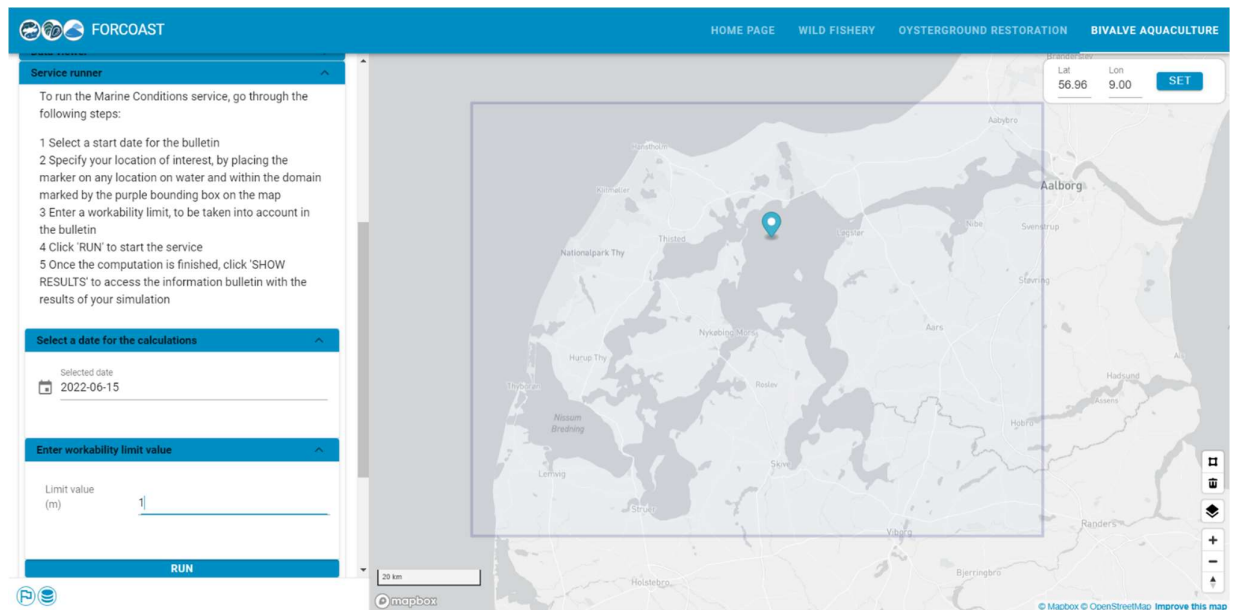 FORCOAST
HOME PAGE WILD FISHERY OYSTERGROUND RESTORATION BIVALVE AQUACULTURE
Service runner
To run the Marine Conditions service, go through the
following steps:
1 Select a start date for the bulletin
2 Specify your location of interest, by placing the
marker on any location on water and within the domain
marked by the purple bounding box on the map
3 Enter a workability limit, to be taken into account in
the bulletin
4 Click 'RUN' to start the service
5 Once the computation is finished, click 'SHOW
RESULTS' to access the information bulletin with the
results of your simulation
Select a date for the calculations
Selected date
2022-06-15
Enter workability limit value
Limit value
(m)
1
RUN
Lat
56.96
Lon
9.00
SET
Aabybro
Hanstholm
Aalborg
Klitmøller
Nibe
Svenstrup
Løgstør
Thisted
Nationalpark Thy
Støvring
Nykøbing Mors
Aars
Hurup Thy
Hadsund
Roslev
Thyborøn
Assens
Nissum
Bredning
Hobro
Skive
Lemvig
Struer
Randers
Viborg
Bjerringbro
Holstebro
20 km
mapbox
© Mapbox © OpenStreetMap Improve this map